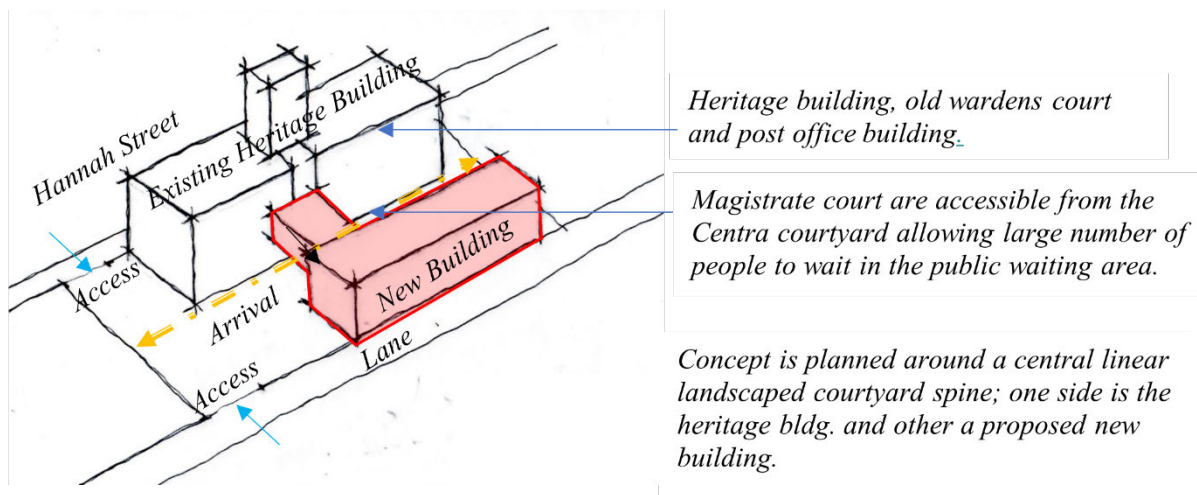 Hannah Street
Existing Heritage Building
Access
Arrival
New Building
Access
Lane
Heritage building, old wardens court
and post office building.
Magistrate court are accessible from the
Centra courtyard allowing large number of
people to wait in the public waiting area.
Concept is planned around a central linear
landscaped courtyard spine; one side is the
heritage bldg. and other a proposed new
building.